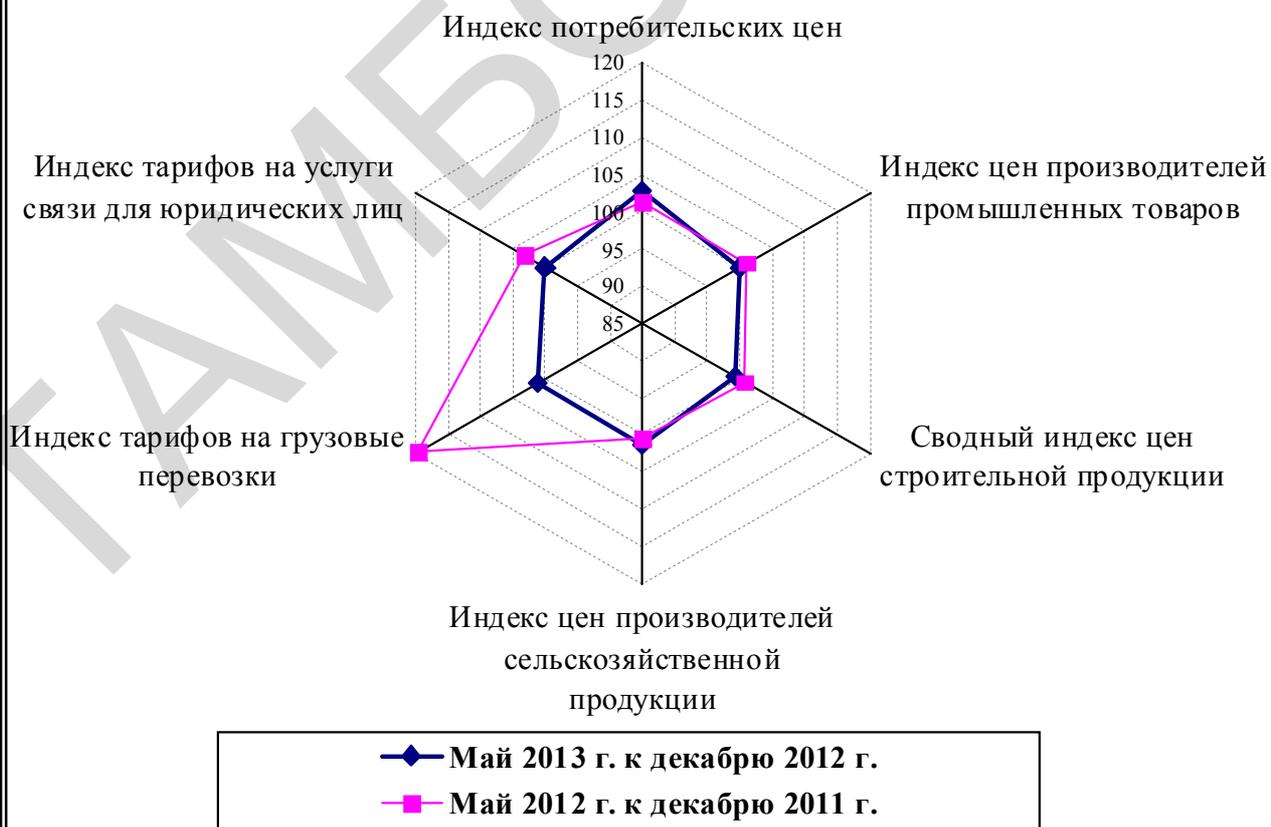 Индекс потребительских цен
120
115
110
105
100
95
90
85
Индекс тарифов на услуги
связи для юридических лиц
Индекс цен производителей
промышленных товаров
Индекс тарифов на грузовые
перевозки
Сводный индекс цен
строительной продукции
Индекс цен производителей
сельскозяйственной
продукции
Май 2013 г. к декабрю 2012 г.
Май 2012 г. к декабрю 2011 г.
ТАМБО